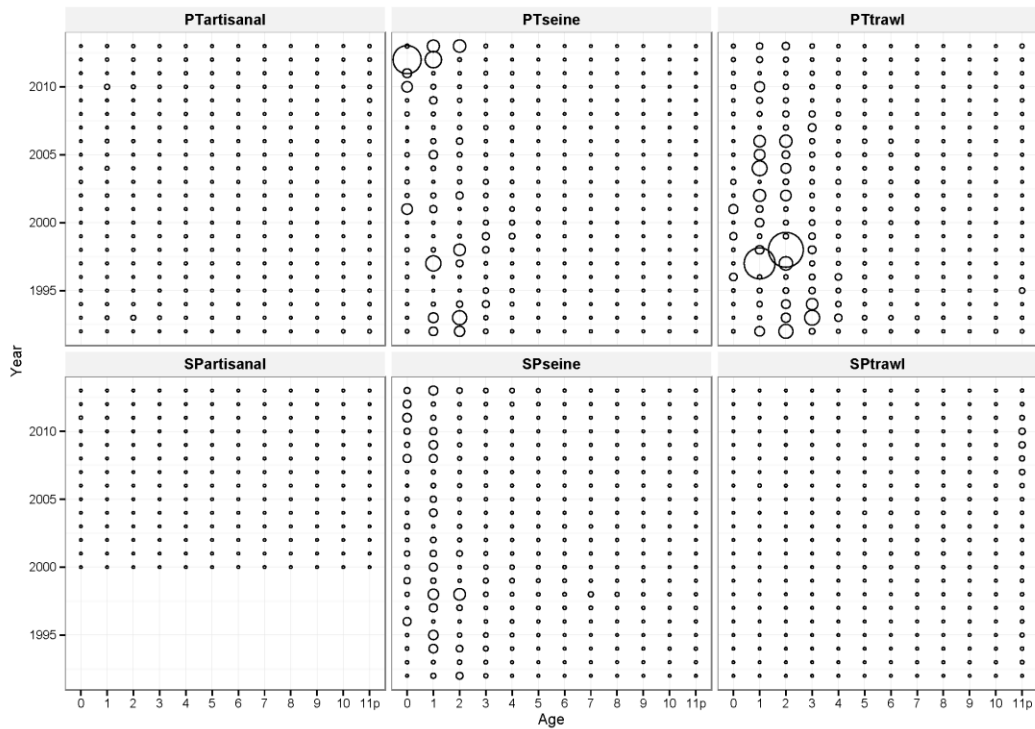 PTartisanal PTseine PTtrawl
2010
2005
2000
1995
Year
SPartisanal SPseine SPtrawl
2010
2005
2000
1995
0 1 2 3 4 5 6 7 8 9 10 11p 0 1 2 3 4 5 6 7 8 9 10 11p 0 1 2 3 4 5 6 7 8 9 10 11p
Age